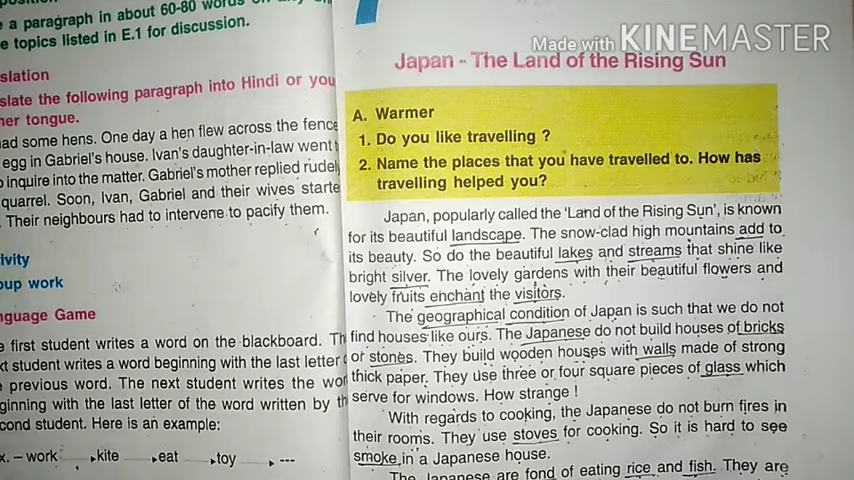 a paragraph in about 60-80 words on any
e topics listed in E.1 for discussion.
slation
slate the following paragraph into Hindi or you
her tongue.
ad some hens. One day a hen flew across the fence
egg in Gabriel's house. Ivan's daughter-in-law went t
o inquire into the matter. Gabriel's mother replied rudel
quarrel. Soon, Ivan, Gabriel and their wives starte
Their neighbours had to intervene to pacify them.
ivity
oup work
nguage Game
e first student writes a word on the blackboard. Th
xt student writes a word beginning with the last letter
e previous word. The next student writes the wor
ginning with the last letter of the word written by th
cond student. Here is an example:
x. – work kite eat toy ---
Made with KINEMASTER
Japan - The Land of the Rising Sun
A. Warmer
1. Do you like travelling ?
2. Name the places that you have travelled to. How has
travelling helped you?
Japan, popularly called the 'Land of the Rising Sun', is known
for its beautiful landscape. The snow-clad high mountains add to
its beauty. So do the beautiful lakes and streams that shine like
bright silver. The lovely gardens with their beautiful flowers and
lovely fruits enchant the visitors.
The geographical condition of Japan is such that we do not
find houses like ours. The Japanese do not build houses of bricks
or stones. They build wooden houses with walls made of strong
thick paper. They use three or four square pieces of glass which
serve for windows. How strange !
With regards to cooking, the Japanese do not burn fires in
their rooms. They use stoves for cooking. So it is hard to see
smoke in a Japanese house.
The Japanese are fond of eating rice and fish. They are